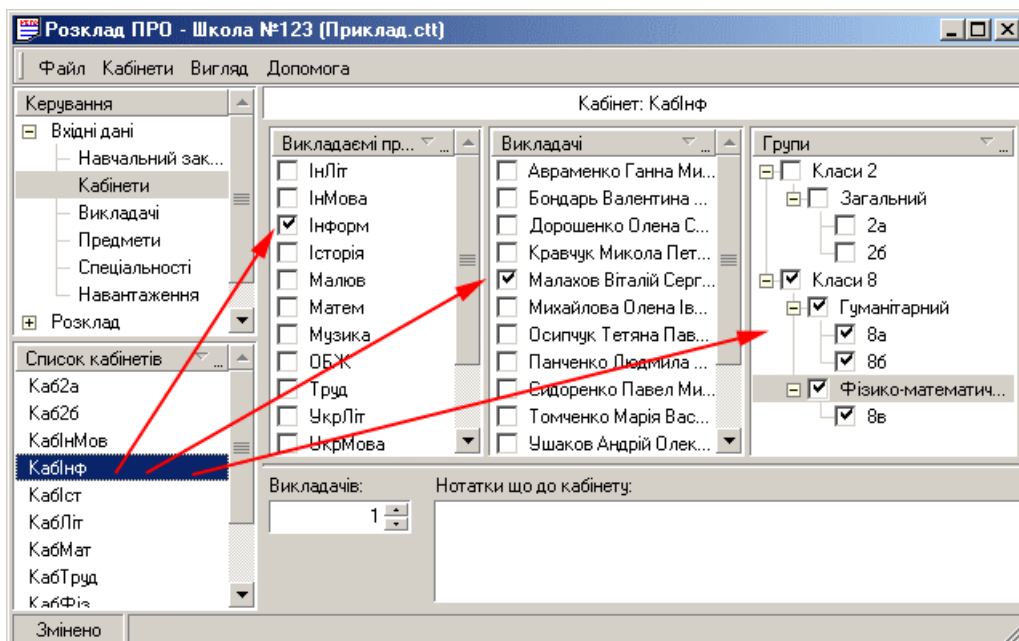 Розклад ПРО - Школа №123 (Приклад.ctt)
Файл Кабінети Вигляд Допомога
Керування
Вхідні дані
Навчальний зак...
Кабінети
Викладачі
Предмети
Спеціальності
Навантаження
Розклад
Список кабінетів ...
Каб2а
Каб2б
КабІнМов
КабІнф
КабІст
КабЛіт
КабМат
КабТруд
КабФіз
Кабінет: КабІнф
Викладаємі пр... ...
ІнЛіт
ІнМова
Інформ
Історія
Малюв
Матем
Музика
ОБЖ
Труд
УкрЛіт
УкрМова
Викладачі ...
Авраменко Ганна Ми...
Бондарь Валентина ...
Дорошенко Олена С...
Кравчук Микола Пет...
Малахов Віталій Серг...
Михайлова Олена Ів...
Осипчук Тетяна Пав...
Панченко Людмила ...
Сидоренко Павел Ми...
Томченко Марія Вас...
Ушаков Андрій Олек...
Групи ...
Класи 2
Загальний
2а
2б
Класи 8
Гуманітарний
8а
8б
Фізико-математич...
8в
Викладачів:
1
Нотатки що до кабінету:
Змінено